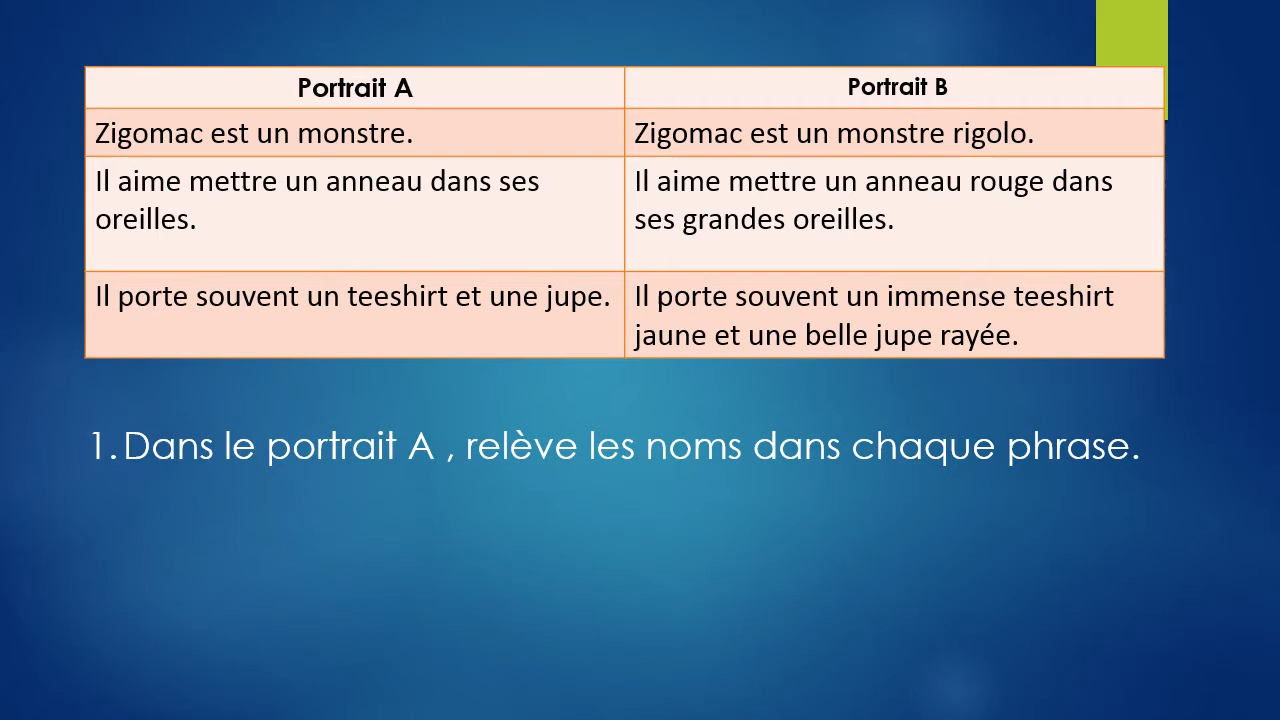 Portrait A
Portrait B
Zigomac est un monstre.
Zigomac est un monstre rigolo.
Il aime mettre un anneau dans ses
oreilles.
Il aime mettre un anneau rouge dans
ses grandes oreilles.
Il porte souvent un teeshirt et une jupe.
Il porte souvent un immense teeshirt
jaune et une belle jupe rayée.
1. Dans le portrait A , relève les noms dans chaque phrase.